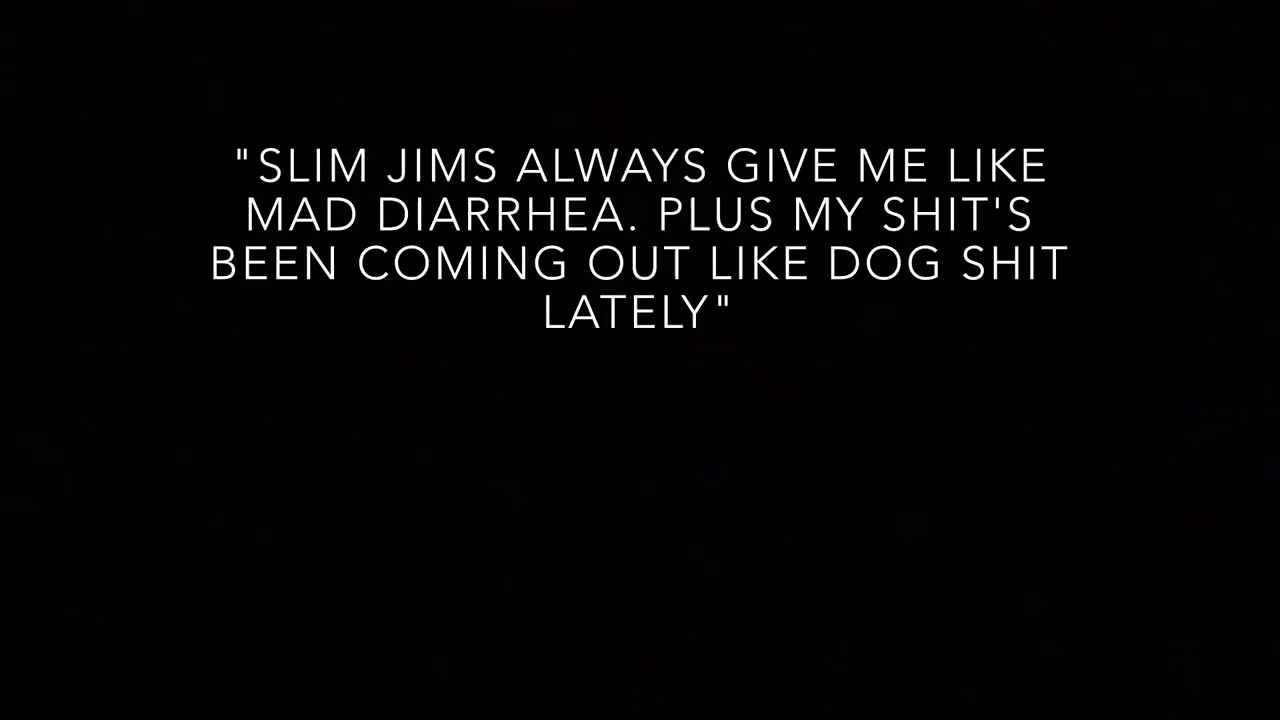 "SLIM JIMS ALWAYS GIVE ME LIKE
MAD DIARRHEA. PLUS MY SHIT'S
BEEN COMING OUT LIKE DOG SHIT
LATELY"